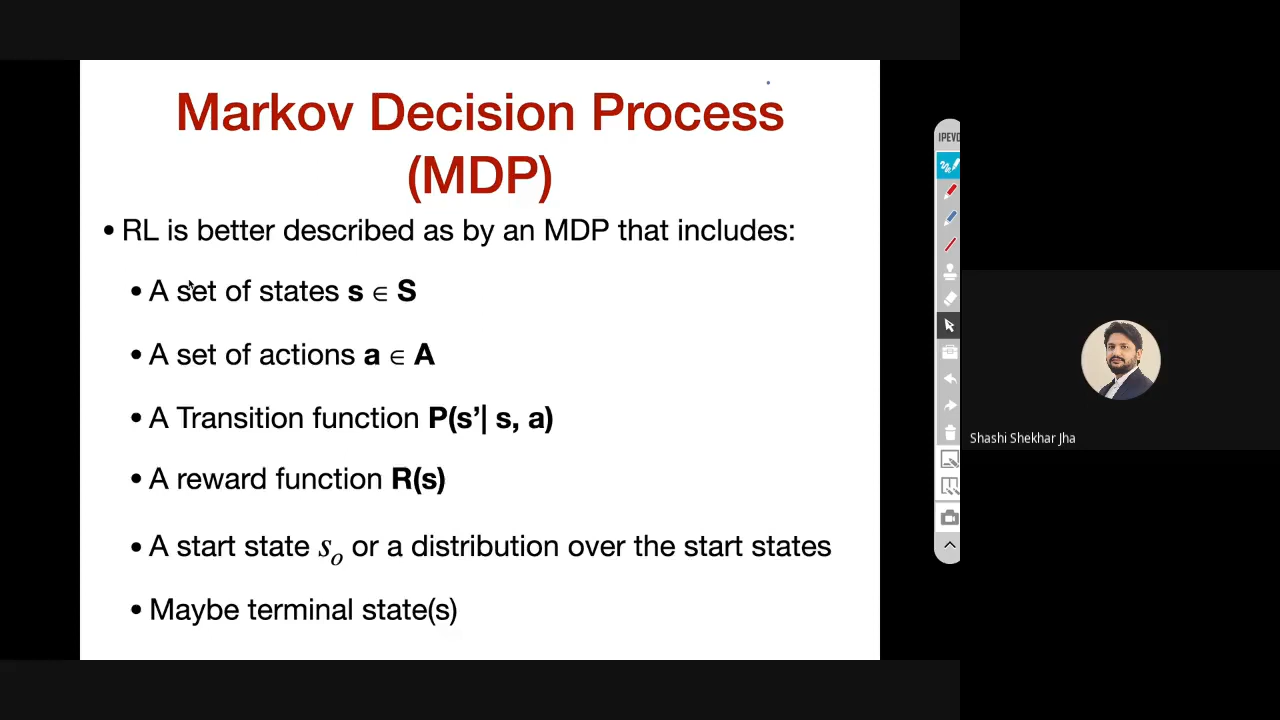 Markov Decision Process
(MDP)
• RL is better described as by an MDP that includes:
• A set of states s ∈ S
• A set of actions a ∈ A
• A Transition function P(s’| s, a)
• A reward function R(s)
• A start state s_o or a distribution over the start states
• Maybe terminal state(s)
IPEVO
Shashi Shekhar Jha